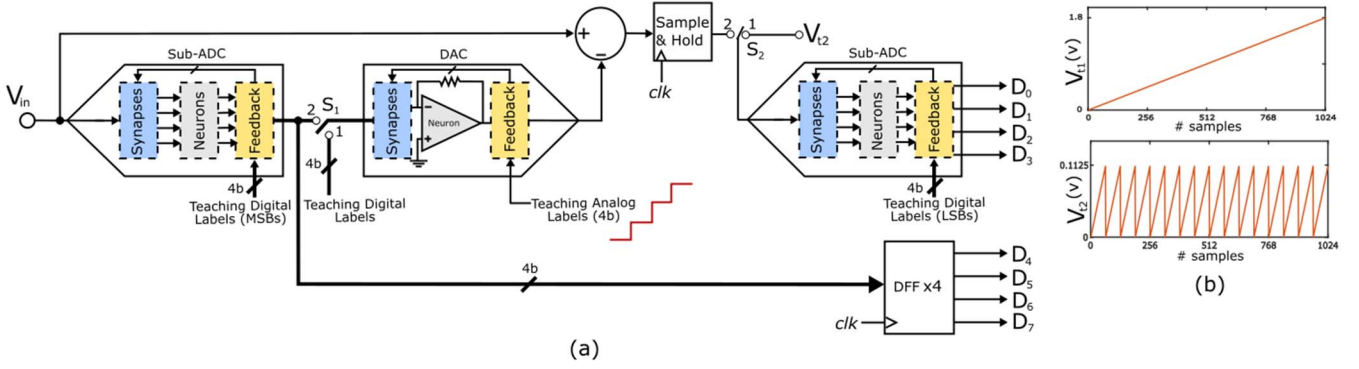 V_in
Sub-ADC
Synapses
Neurons
Feedback
4b
Teaching Digital
Labels (MSBs)
2
S_1
1
4b
Teaching Digital
Labels
DAC
Synapses
Neuron
−
+
Feedback
Teaching Analog
Labels (4b)
+
−
Sample
& Hold
clk
2
1
S_2
V_t2
Sub-ADC
Synapses
Neurons
Feedback
4b
Teaching Digital
Labels (LSBs)
D_0
D_1
D_2
D_3
4b
DFF x4
clk
D_4
D_5
D_6
D_7
(a)
V_t1(v)
1.8
0
0
256
512
768
1024
# samples
V_t2(v)
0.1125
0
0
256
512
768
1024
# samples
(b)